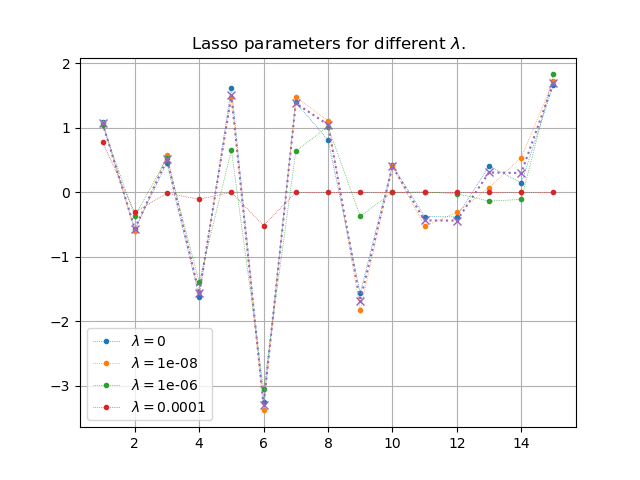 Lasso parameters for different λ.
2
1
0
−1
−2
−3
λ = 0
λ = 1e-08
λ = 1e-06
λ = 0.0001
2 4 6 8 10 12 14